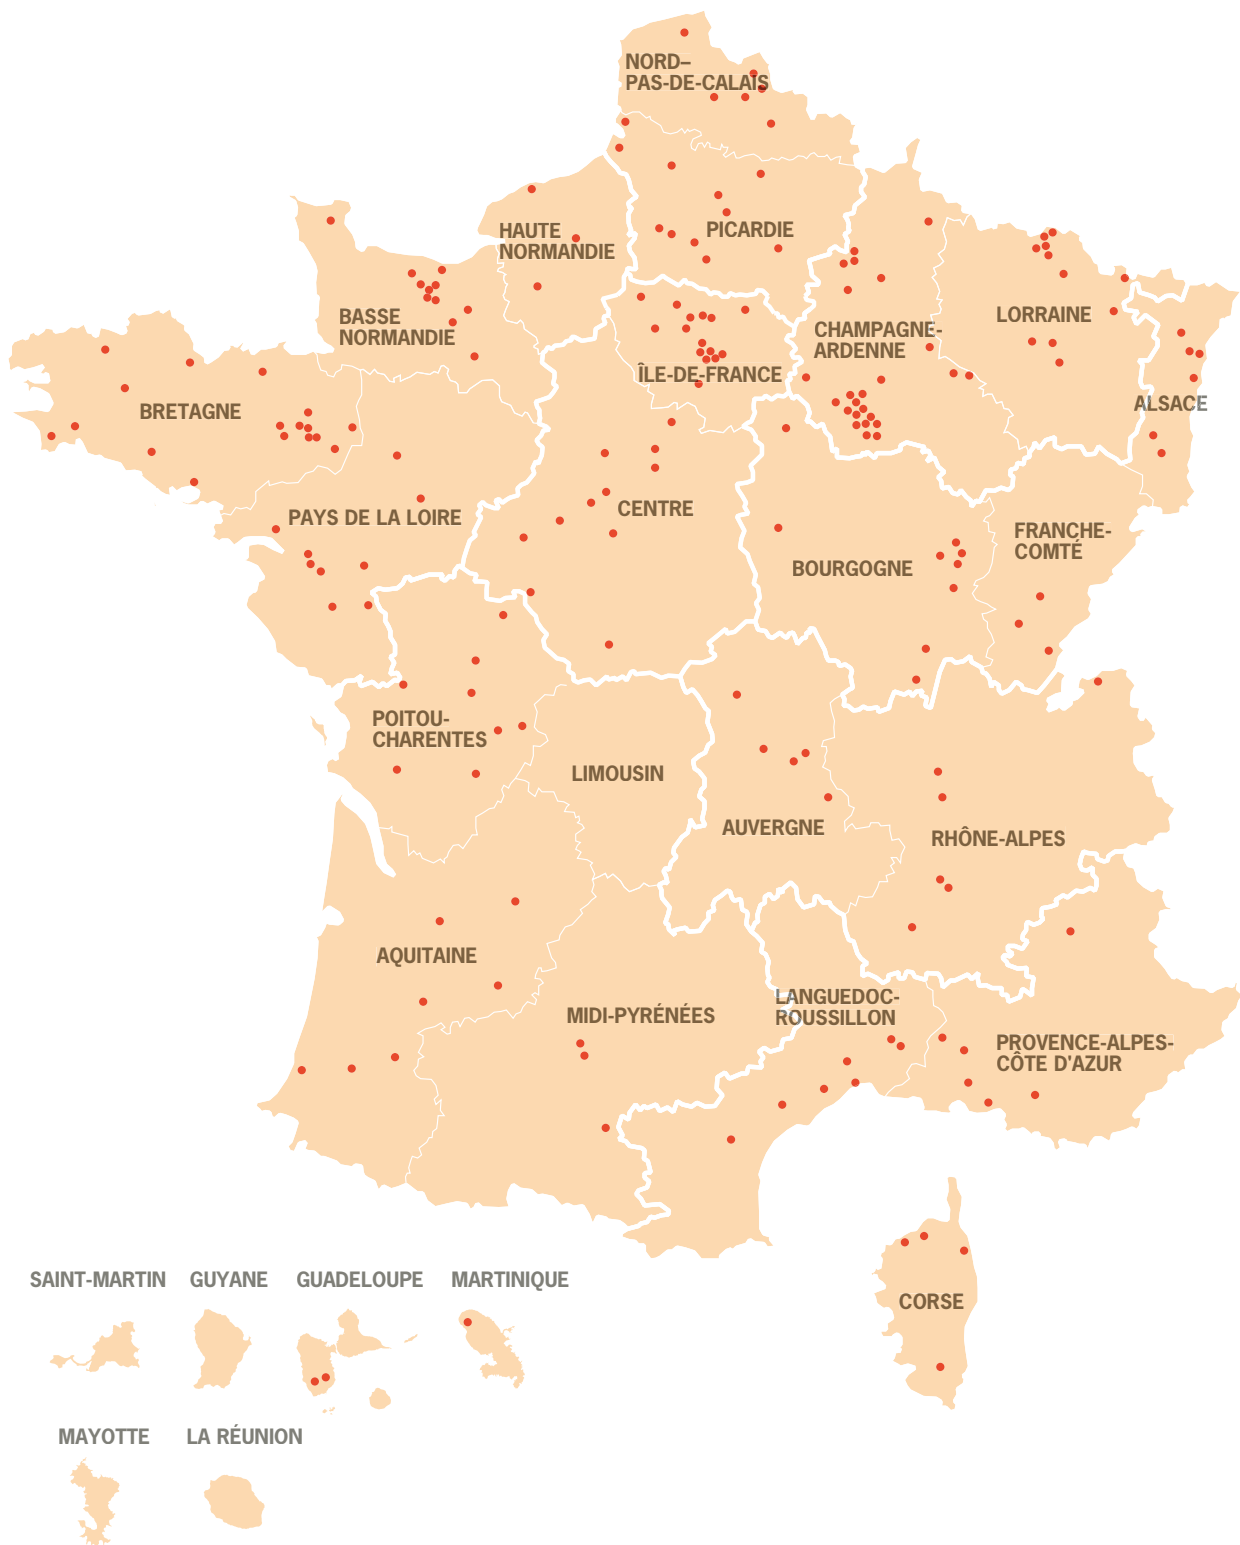 NORD–
PAS-DE-CALAIS
HAUTE
NORMANDIE
PICARDIE
BASSE
NORMANDIE
CHAMPAGNE-
ARDENNE
LORRAINE
ÎLE-DE-FRANCE
ALSACE
BRETAGNE
PAYS DE LA LOIRE
CENTRE
BOURGOGNE
FRANCHE-
COMTÉ
POITOU-
CHARENTES
LIMOUSIN
AUVERGNE
RHÔNE-ALPES
AQUITAINE
MIDI-PYRÉNÉES
LANGUEDOC-
ROUSSILLON
PROVENCE-ALPES-
CÔTE D'AZUR
CORSE
SAINT-MARTIN
GUYANE
GUADELOUPE
MARTINIQUE
MAYOTTE
LA RÉUNION